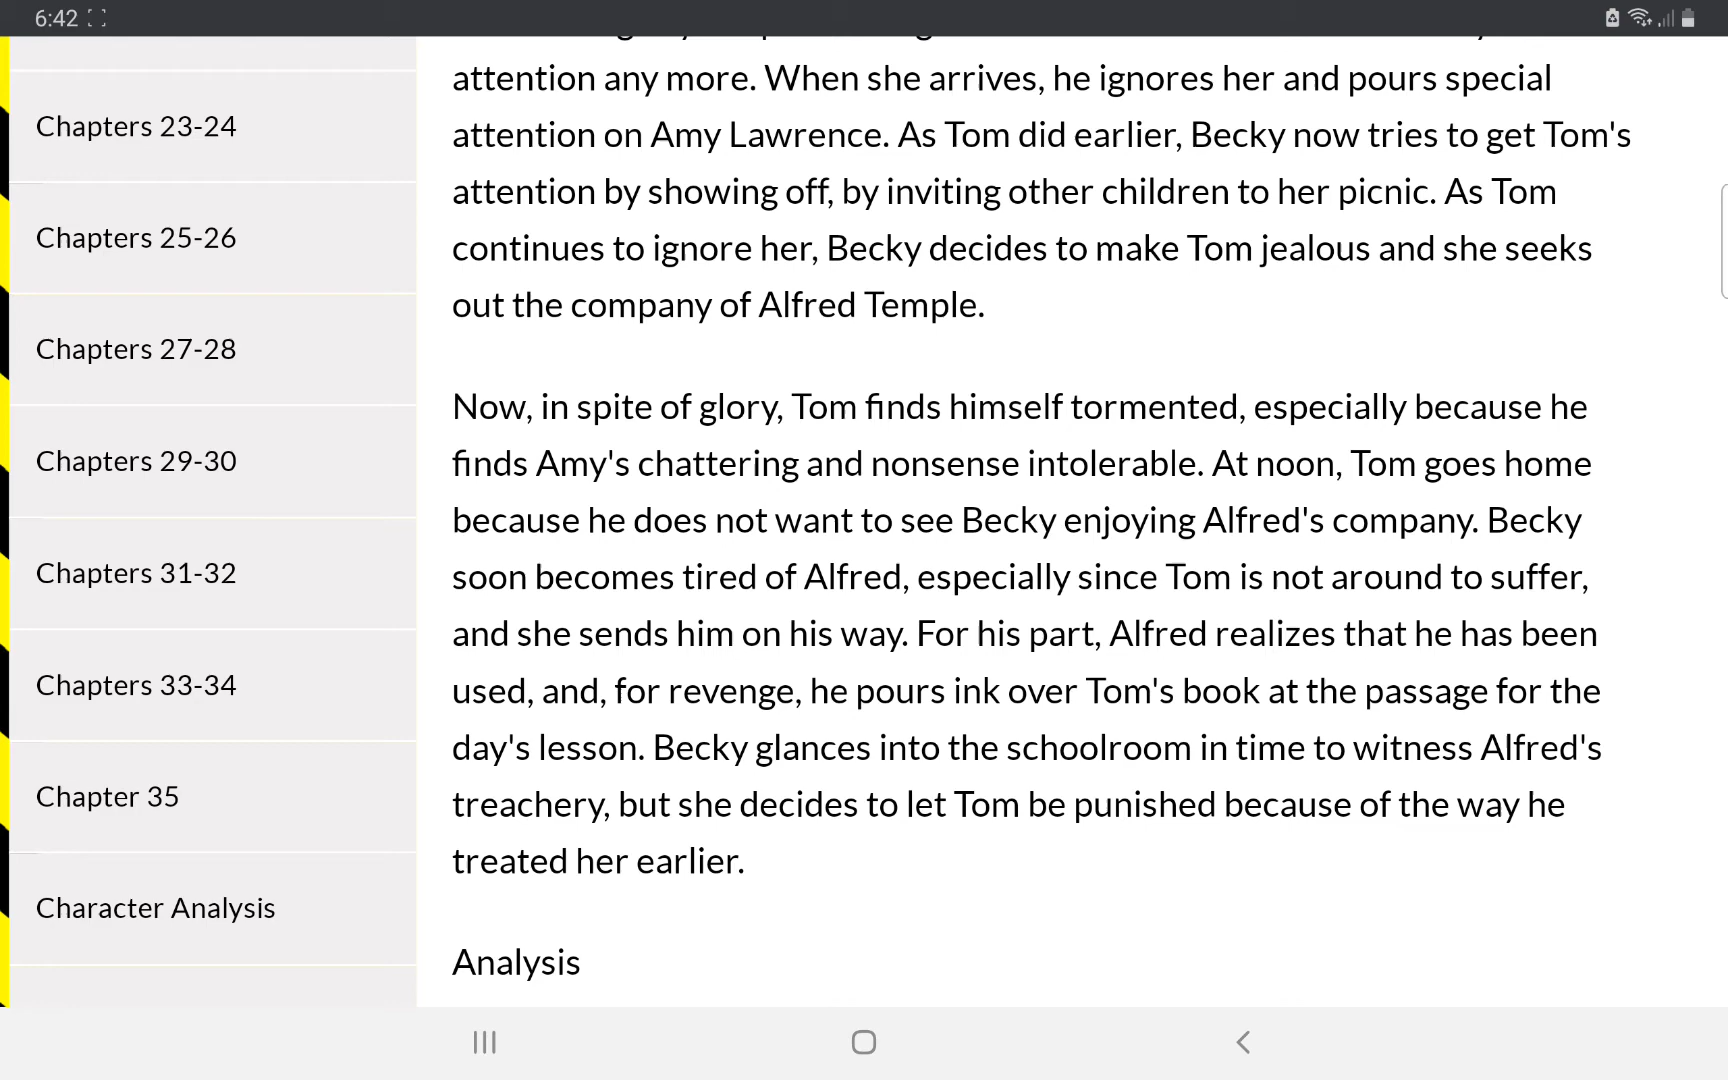 6:42
Chapters 23-24
Chapters 25-26
Chapters 27-28
Chapters 29-30
Chapters 31-32
Chapters 33-34
Chapter 35
Character Analysis
attention any more. When she arrives, he ignores her and pours special
attention on Amy Lawrence. As Tom did earlier, Becky now tries to get Tom's
attention by showing off, by inviting other children to her picnic. As Tom
continues to ignore her, Becky decides to make Tom jealous and she seeks
out the company of Alfred Temple.
Now, in spite of glory, Tom finds himself tormented, especially because he
finds Amy's chattering and nonsense intolerable. At noon, Tom goes home
because he does not want to see Becky enjoying Alfred's company. Becky
soon becomes tired of Alfred, especially since Tom is not around to suffer,
and she sends him on his way. For his part, Alfred realizes that he has been
used, and, for revenge, he pours ink over Tom's book at the passage for the
day's lesson. Becky glances into the schoolroom in time to witness Alfred's
treachery, but she decides to let Tom be punished because of the way he
treated her earlier.
Analysis